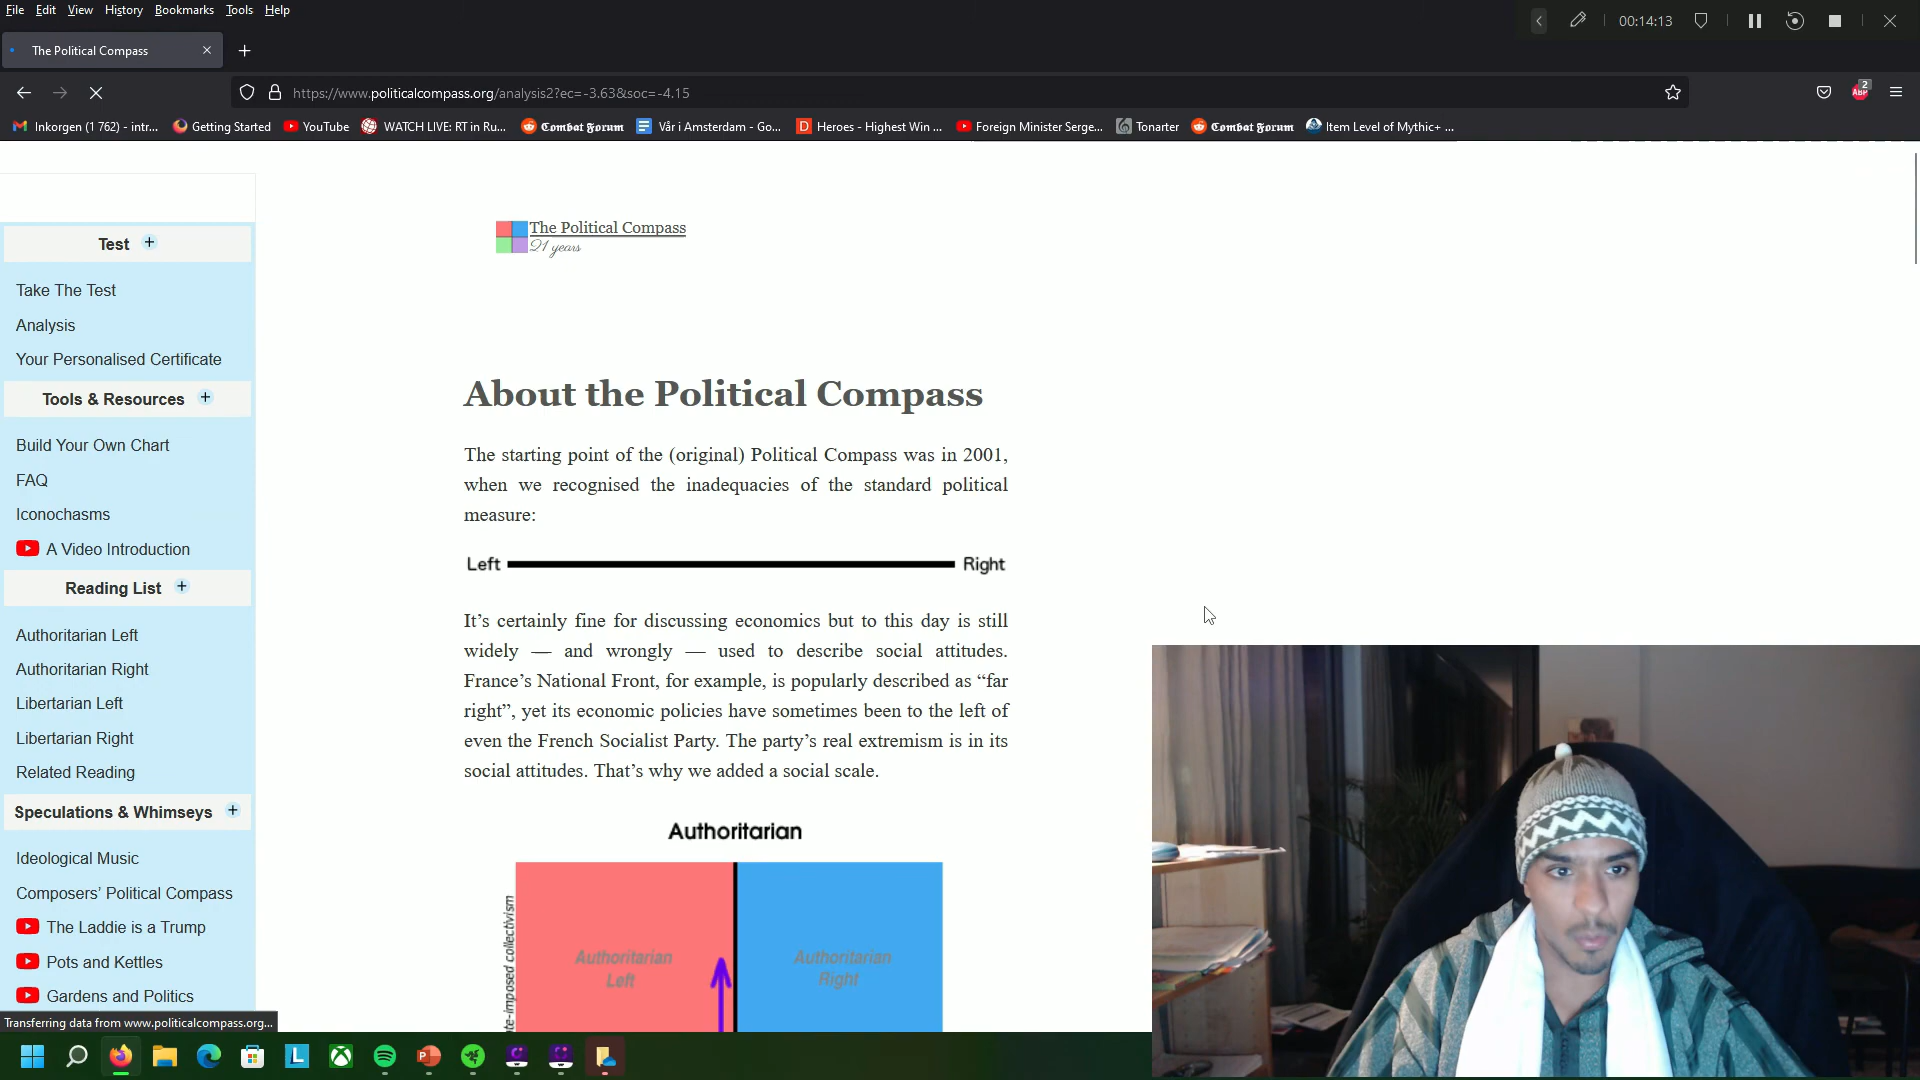 File Edit View History Bookmarks Tools Help
00:14:13
The Political Compass
https://www.politicalcompass.org/analysis2?ec=-3.63&soc=-4.15
2
ABP
Inkorgen (1 762) - intr...
Getting Started
YouTube
WATCH LIVE: RT in Ru...
Combat Forum
Vår i Amsterdam - Go...
Heroes - Highest Win ...
Foreign Minister Serge...
Tonarter
Combat Forum
Item Level of Mythic+ ...
Test +
Take The Test
Analysis
Your Personalised Certificate
Tools & Resources +
Build Your Own Chart
FAQ
Iconochasms
A Video Introduction
Reading List +
Authoritarian Left
Authoritarian Right
Libertarian Left
Libertarian Right
Related Reading
Speculations & Whimseys +
Ideological Music
Composers’ Political Compass
The Laddie is a Trump
Pots and Kettles
Gardens and Politics
Transferring data from www.politicalcompass.org...
The Political Compass
21 years
About the Political Compass
The starting point of the (original) Political Compass was in 2001,
when we recognised the inadequacies of the standard political
measure:
Left Right
It’s certainly fine for discussing economics but to this day is still
widely — and wrongly — used to describe social attitudes.
France’s National Front, for example, is popularly described as “far
right”, yet its economic policies have sometimes been to the left of
even the French Socialist Party. The party’s real extremism is in its
social attitudes. That’s why we added a social scale.
Authoritarian
te-imposed collectivism
Authoritarian
Left
Authoritarian
Right